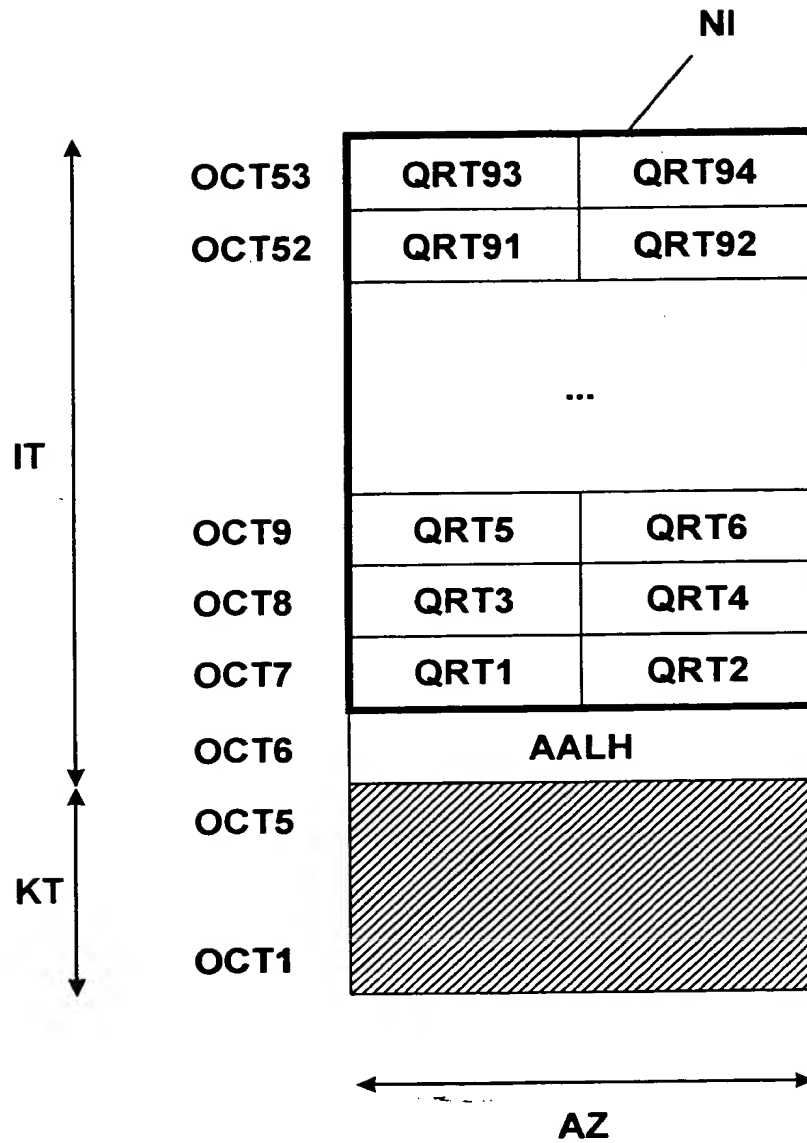 NI
OCT53 QRT93 QRT94
OCT52 QRT91 QRT92
...
IT
OCT9 QRT5 QRT6
OCT8 QRT3 QRT4
OCT7 QRT1 QRT2
OCT6 AALH
OCT5
KT
OCT1
AZ